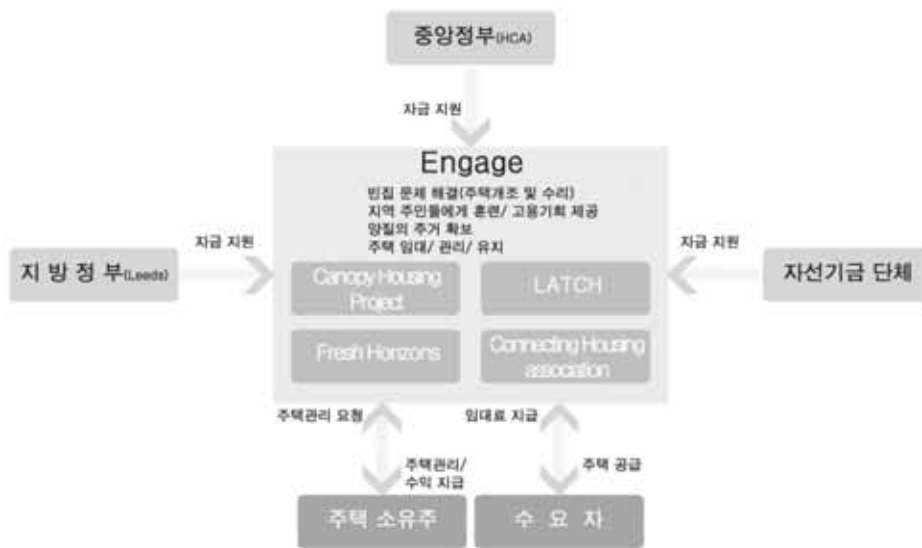 중앙정부(HCA)
자금 지원
Engage
빈집 문제 해결(주택개조 및 수리)
지역 주민들에게 훈련/ 고용기회 제공
양질의 주거 확보
주택 임대/ 관리/ 유지
자금 지원
지 방 정 부(Leeds)
자금 지원
자선기금 단체
Canopy Housing
Project
LATCH
Fresh Horizons
Connecting Housing
association
주택관리 요청
임대료 지급
주택관리/
수익 지급
주택 공급
주택 소유주
수 요 자